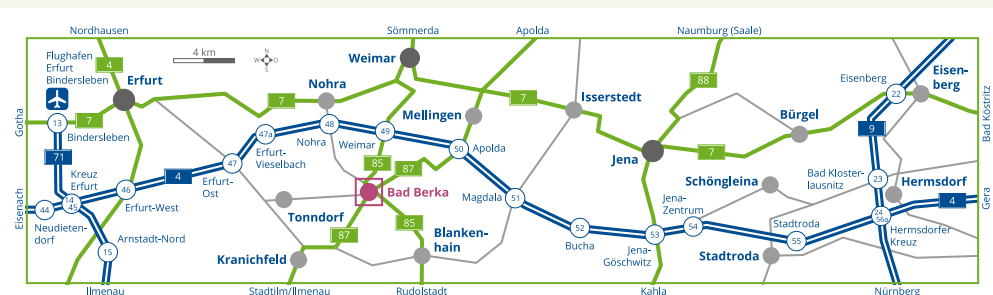 Nordhausen
Sömmerda
Apolda
Naumburg (Saale)
Flughafen
Erfurt
Bindersleben
4
Erfurt
4 km
N
W
O
S
Weimar
88
Eisenberg
Eisen-
berg
22
Nohra
7
7
Isserstedt
Mellingen
Bürgel
Gotha
13
7
Bindersleben
47a
48
49
Erfurt-
Vieselbach
Nohra
Weimar
50
Apolda
9
Bad Köstritz
71
Kreuz
Erfurt
4
47
Erfurt-
Ost
85
87
Jena
7
Bad Kloster-
lausnitz
23
Hermsdorf
Schöngleina
Eisenach
44
14
45
46
Erfurt-West
Bad Berka
Magdala
51
Jena-
Zentrum
4
Gera
Neudieten-
dorf
Arnstadt-Nord
Tonndorf
85
87
Blanken-
hain
52
Bucha
53
Jena-
Göschwitz
54
Stadtroda
55
24
56a
Hermsdorfer
Kreuz
15
Kranichfeld
Stadtroda
Ilmenau
Stadtilm/Ilmenau
Rudolstadt
Kahla
Nürnberg